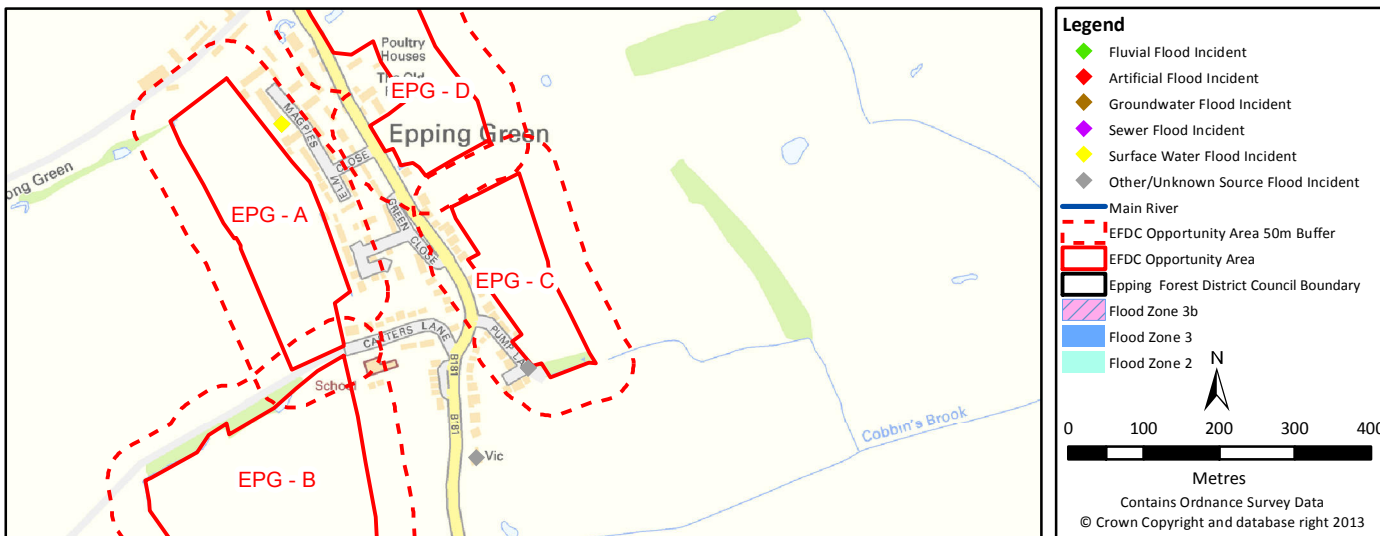 Poultry
Houses
The Old
EPG - D
Epping Green
MAGPIES
ELM CLOSE
ong Green
EPG - A
GREEN CLOSE
EPG - C
CARTERS LANE
PUMP LA
School
B181
B181
Cobbin's Brook
Vic
EPG - B
Legend
Fluvial Flood Incident
Artificial Flood Incident
Groundwater Flood Incident
Sewer Flood Incident
Surface Water Flood Incident
Other/Unknown Source Flood Incident
Main River
EFDC Opportunity Area 50m Buffer
EFDC Opportunity Area
Epping Forest District Council Boundary
Flood Zone 3b
Flood Zone 3
Flood Zone 2
N
0 100 200 300 400
Metres
Contains Ordnance Survey Data
© Crown Copyright and database right 2013